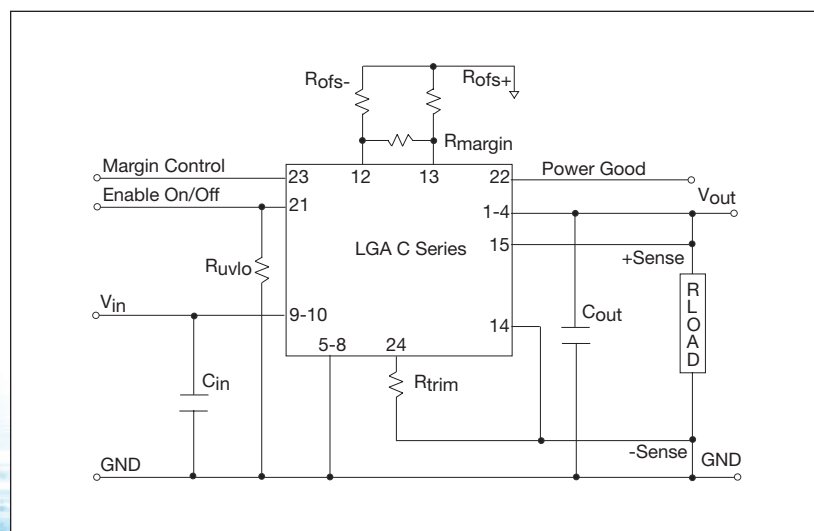 Rofs-
Rofs+
Rmargin
Margin Control
23
12
13
22
Power Good
Enable On/Off
21
1-4
Vout
LGA C Series
15
+Sense
Ruvlo
Vin
9-10
14
Cout
RLOAD
5-8
24
Cin
Rtrim
GND
-Sense
GND